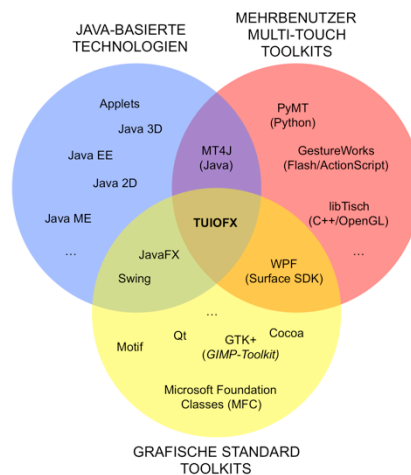 JAVA-BASIERTE
TECHNOLOGIEN
MEHRBENUTZER
MULTI-TOUCH
TOOLKITS
Applets
Java 3D
Java EE
Java 2D
Java ME
...
MT4J
(Java)
PyMT
(Python)
GestureWorks
(Flash/ActionScript)
libTisch
(C++/OpenGL)
...
TUIOFX
JavaFX
Swing
WPF
(Surface SDK)
...
Motif
Qt
GTK+
(GIMP-Toolkit)
Cocoa
Microsoft Foundation
Classes (MFC)
GRAFISCHE STANDARD
TOOLKITS